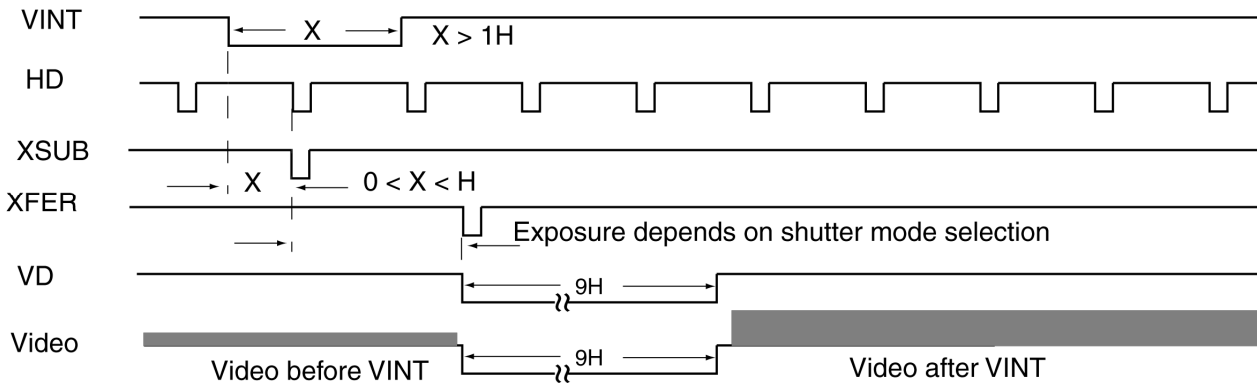 VINT
X
X > 1H
HD
XSUB
X
0 < X < H
XFER
Exposure depends on shutter mode selection
VD
9H
Video
Video before VINT
9H
Video after VINT